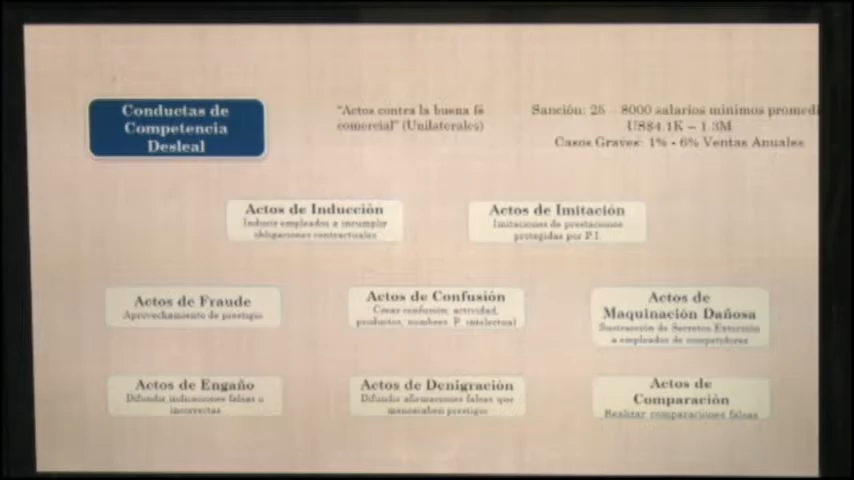 Conductas de
Competencia
Desleal
"Actos contra la buena fé
comercial" (Unilaterales)
Sanción: 25 – 8000 salarios mínimos promedi
US$4.1K – 1.3M
Casos Graves: 1% - 6% Ventas Anuales
Actos de Inducción
Inducir empleados a incumplir
obligaciones contractuales
Actos de Imitación
Imitaciones de prestaciones
protegidas por P.I.
Actos de Fraude
Aprovechamiento de prestigio
Actos de Confusión
Crear confusión: actividad,
productos, nombres. P. intelectual
Actos de
Maquinación Dañosa
Sustracción de Secretos Extorsión
a empleados de competidores
Actos de Engaño
Difundir indicaciones falsas o
incorrectas
Actos de Denigración
Difundir afirmaciones falsas que
menoscaben prestigio
Actos de
Comparación
Realizar comparaciones falsas